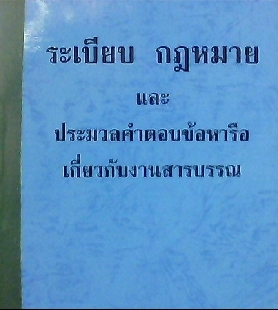 ระเบียบ กฎหมาย
และ
ประมวลคำตอบข้อหารือ
เกี่ยวกับงานสารบรรณ